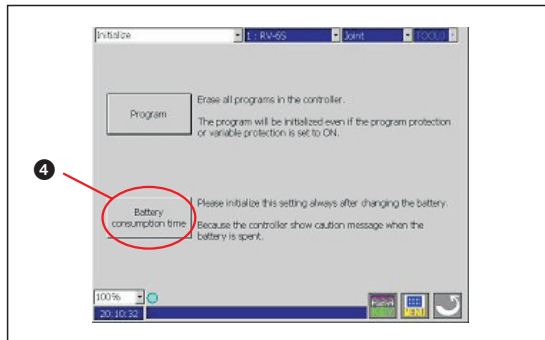 Initialize 1 : RV-6S Joint TOOL0
Program
Erase all programs in the controller.
The program will be initialized even if the program protection
or variable protection is set to ON.
4
Battery
consumption time
Please initialize this setting always after changing the battery.
Because the controller show caution message when the
battery is spent.
100%
20:10:32
KEY MENU